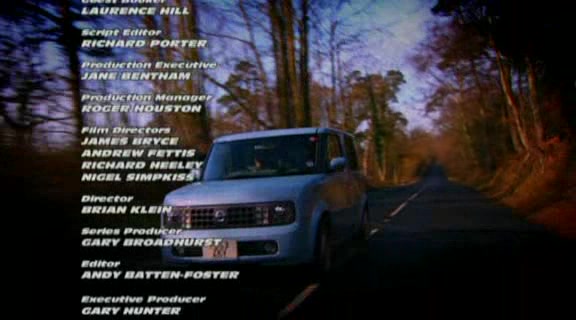 Guest Booker
LAURENCE HILL
Script Editor
RICHARD PORTER
Production Executive
JANE BENTHAM
Production Manager
ROGER HOUSTON
Film Directors
JAMES BRYCE
ANDREW FETTIS
RICHARD HEELEY
NIGEL SIMPKISS
Director
BRIAN KLEIN
Series Producer
GARY BROADHURST
Editor
ANDY BATTEN-FOSTER
Executive Producer
GARY HUNTER